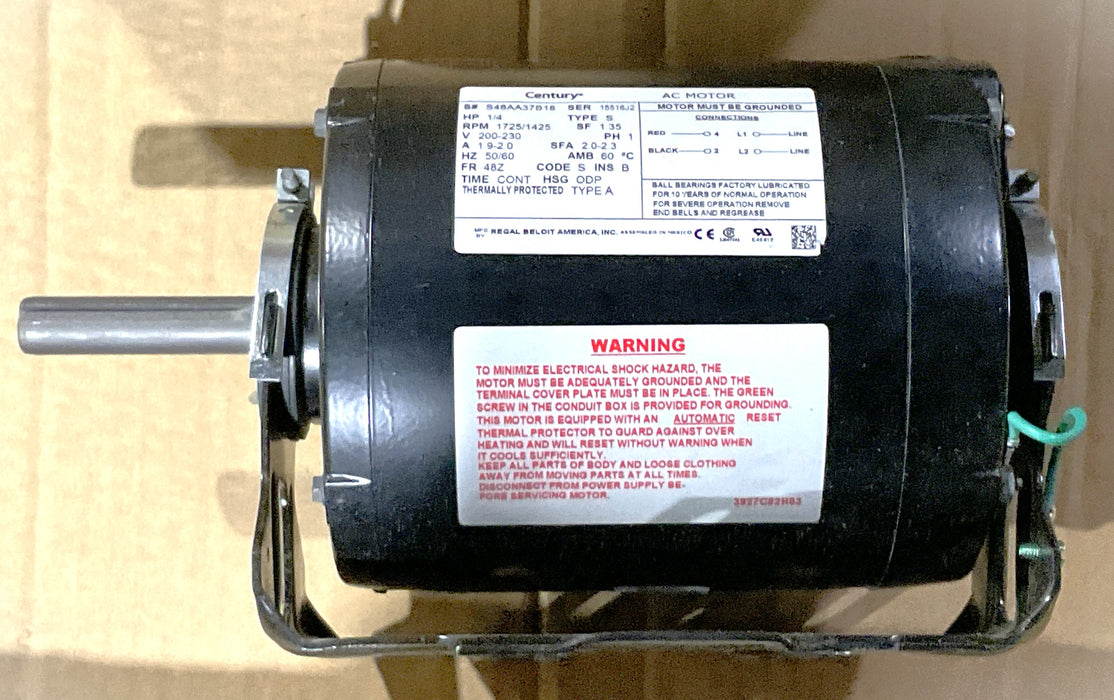 Century
AC MOTOR
S# S48AA37B18 SER 15516J2
HP 1/4 TYPE S
RPM 1725/1425 SF 1.35
V 200-230 PH 1
A 1.9-2.0 SFA 2.0-2.3
HZ 50/60 AMB 60 °C
FR 48Z CODE S INS B
TIME CONT HSG ODP
THERMALLY PROTECTED TYPE A
MOTOR MUST BE GROUNDED
CONNECTIONS
RED 4 L1 LINE
BLACK L2 LINE
BALL BEARINGS FACTORY LUBRICATED
FOR 10 YEARS OF NORMAL OPERATION
FOR SEVERE OPERATION REMOVE
END BELLS AND REGREASE
MFG BY REGAL BELOIT AMERICA, INC. ASSEMBLED IN MEXICO CE
WARNING
TO MINIMIZE ELECTRICAL SHOCK HAZARD, THE
MOTOR MUST BE ADEQUATELY GROUNDED AND THE
TERMINAL COVER PLATE MUST BE IN PLACE. THE GREEN
SCREW IN THE CONDUIT BOX IS PROVIDED FOR GROUNDING.
THIS MOTOR IS EQUIPPED WITH AN AUTOMATIC RESET
THERMAL PROTECTOR TO GUARD AGAINST OVER
HEATING AND WILL RESET WITHOUT WARNING WHEN
IT COOLS SUFFICIENTLY.
KEEP ALL PARTS OF BODY AND LOOSE CLOTHING
AWAY FROM MOVING PARTS AT ALL TIMES.
DISCONNECT FROM POWER SUPPLY BE-
FORE SERVICING MOTOR.
3927C82H03